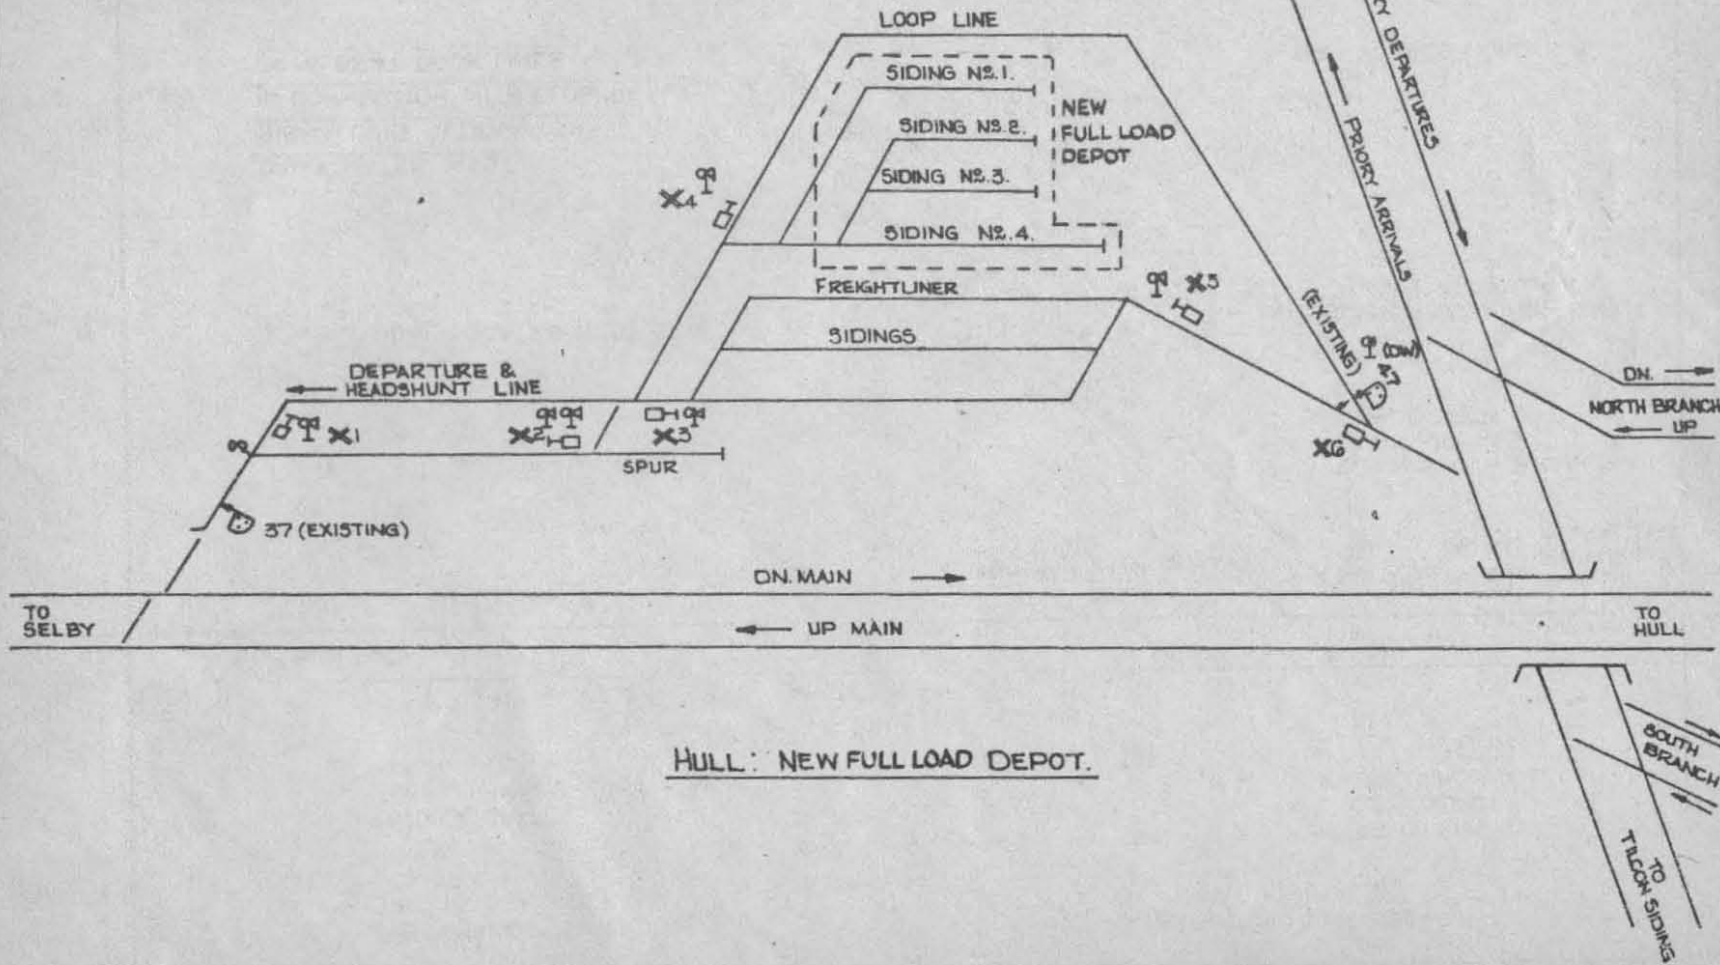 LOOP LINE
SIDING Nº.1.
SIDING Nº.2.
SIDING Nº.3.
SIDING Nº.4.
NEW
FULL LOAD
DEPOT
DEPARTURES
PRIORY ARRIVALS
X4
FREIGHTLINER
SIDINGS
X5
(EXISTING)
(DW)
47
DN.
NORTH BRANCH
UP
DEPARTURE &
HEADSHUNT LINE
X1
X2
X3
SPUR
X6
S
37 (EXISTING)
DN. MAIN
TO
SELBY
UP MAIN
TO
HULL
HULL: NEW FULL LOAD DEPOT.
SOUTH
BRANCH
TO
TILCON SIDING